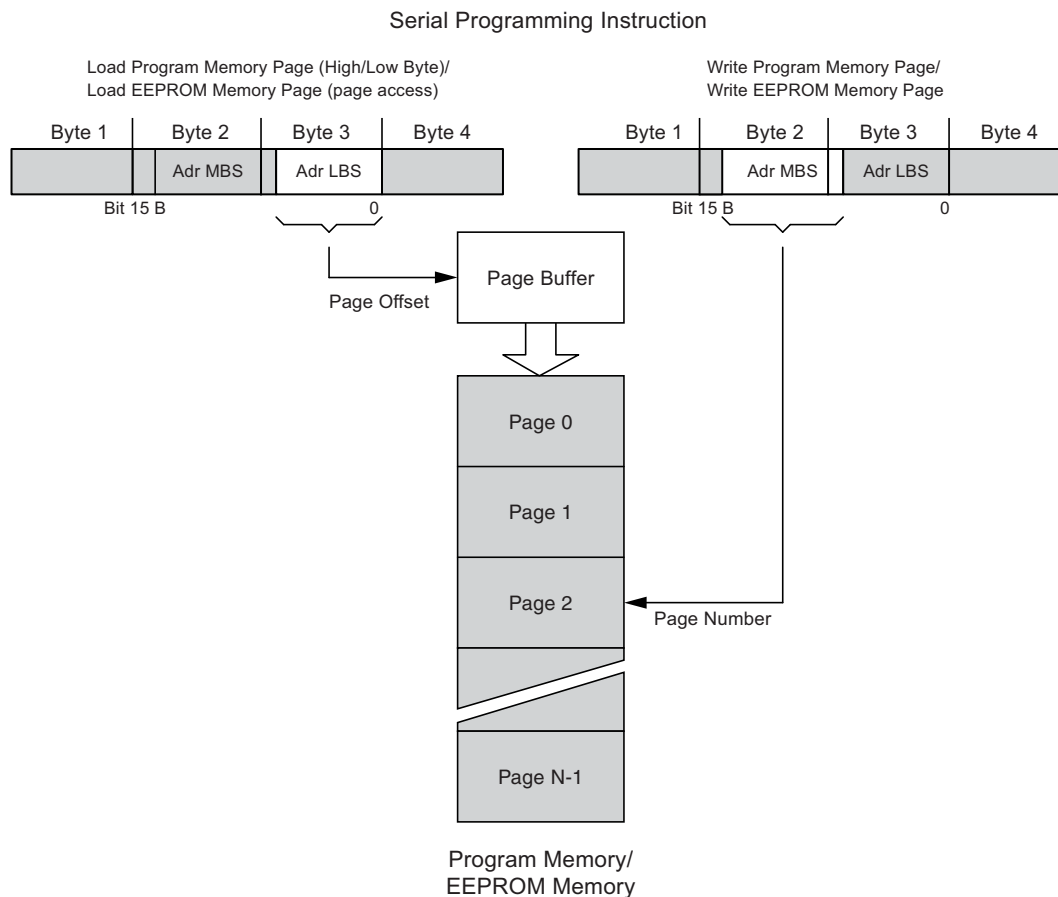 Serial Programming Instruction
Load Program Memory Page (High/Low Byte)/
Load EEPROM Memory Page (page access)
Byte 1 Byte 2 Byte 3 Byte 4
Adr MBS Adr LBS
Bit 15 B 0
Write Program Memory Page/
Write EEPROM Memory Page
Byte 1 Byte 2 Byte 3 Byte 4
Adr MBS Adr LBS
Bit 15 B 0
Page Offset
Page Buffer
Page 0
Page 1
Page 2
Page Number
Page N-1
Program Memory/
EEPROM Memory